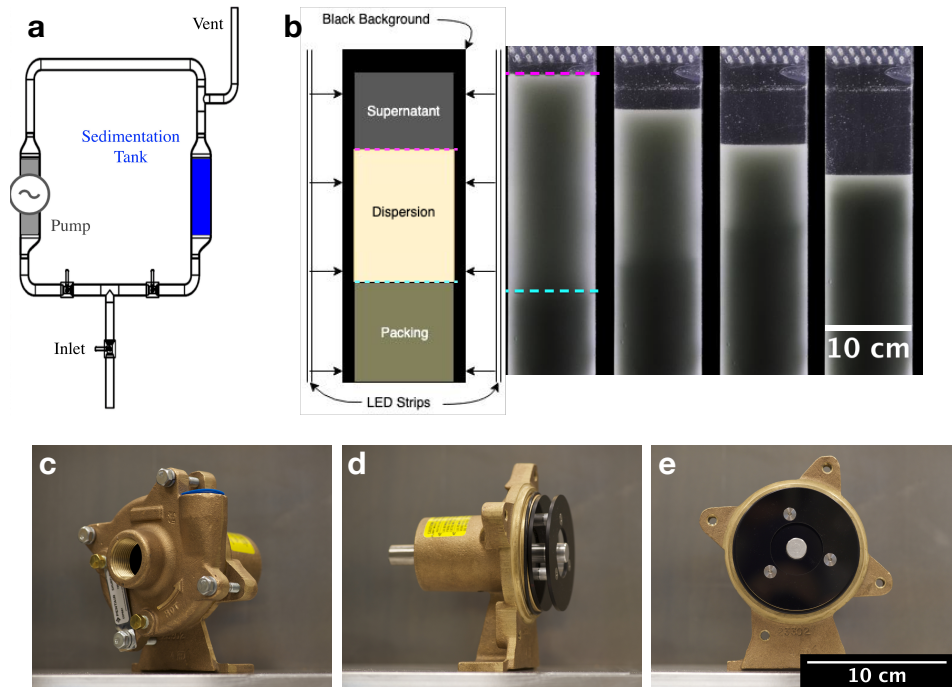 a
Vent
Sedimentation
Tank
Pump
Inlet
b
Black Background
Supernatant
Dispersion
Packing
LED Strips
10 cm
c
d
e
10 cm